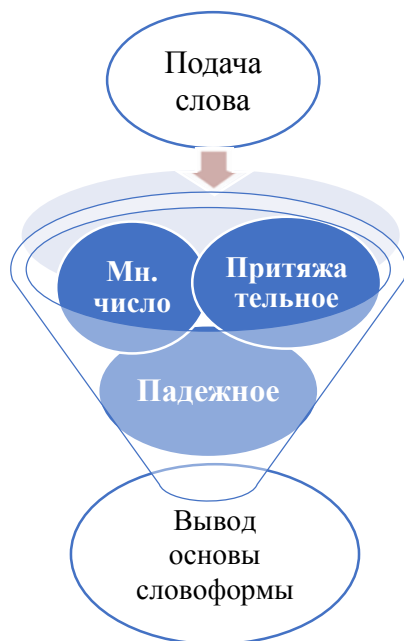 Подача
слова
Мн.
число
Притяжа
тельное
Падежное
Вывод
основы
словоформы